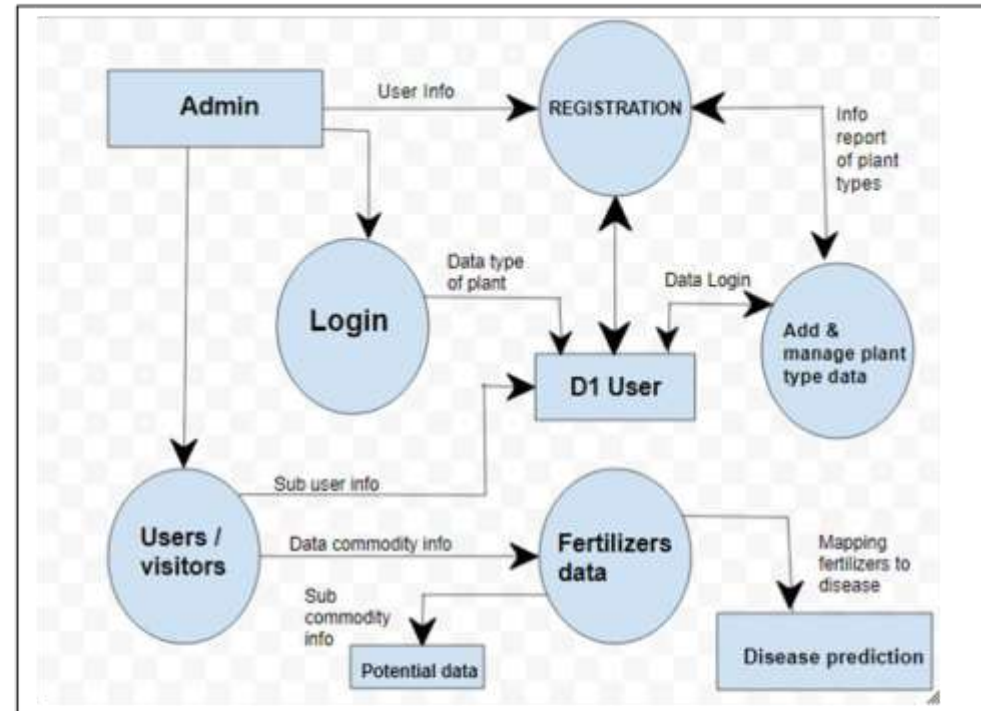 Admin
User Info
REGISTRATION
Info
report
of plant
types
Login
Data type
of plant
Data Login
Add &
manage plant
type data
D1 User
Users /
visitors
Sub user info
Data commodity info
Fertilizers
data
Mapping
fertilizers to
disease
Sub
commodity
info
Potential data
Disease prediction